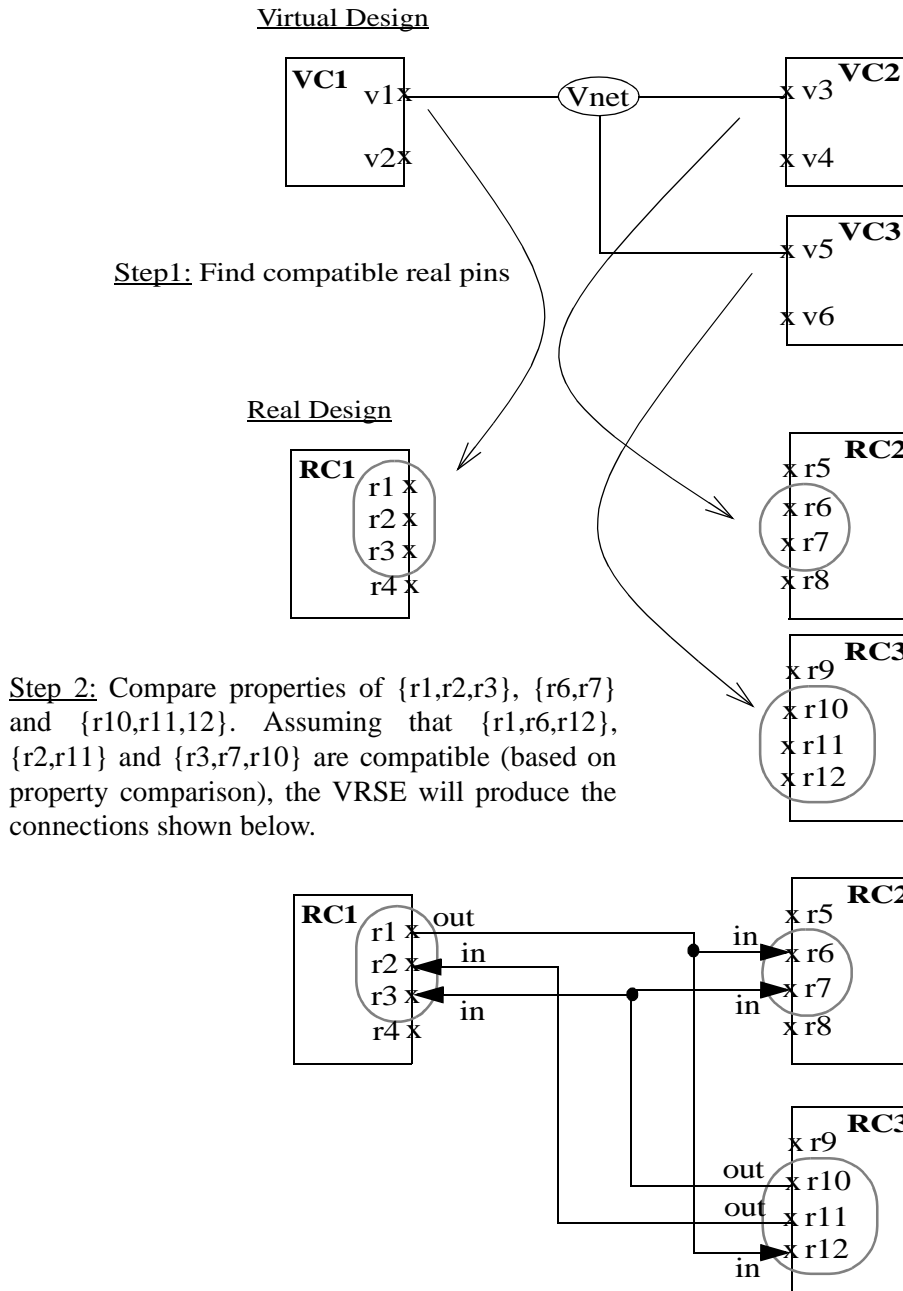 Virtual Design
VC1
v1x
v2x
Vnet
VC2
x v3
x v4
VC3
x v5
x v6
Step1: Find compatible real pins
Real Design
RC1
r1 x
r2 x
r3 x
r4 x
RC2
x r5
x r6
x r7
x r8
RC3
x r9
x r10
x r11
x r12
Step 2: Compare properties of {r1,r2,r3}, {r6,r7}
and {r10,r11,12}. Assuming that {r1,r6,r12},
{r2,r11} and {r3,r7,r10} are compatible (based on
property comparison), the VRSE will produce the
connections shown below.
RC1
r1 x out
r2 x in
r3 x in
r4 x
RC2
x r5
in x r6
in x r7
x r8
RC3
x r9
out x r10
out x r11
in x r12